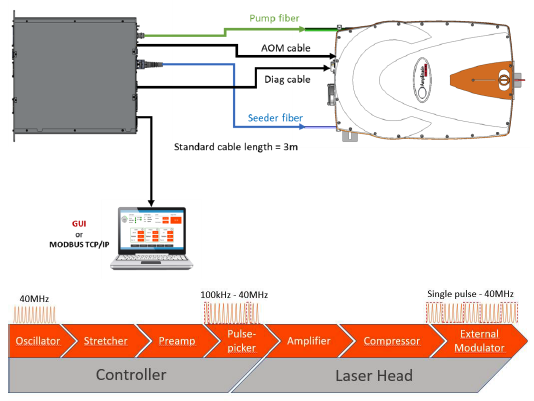 Pump fiber
AOM cable
Diag cable
Seeder fiber
Standard cable length = 3m
GUI
or
MODBUS TCP/IP
40MHz
100kHz - 40MHz
Single pulse - 40MHz
Oscillator
Stretcher
Preamp
Pulse-
picker
Amplifier
Compressor
External
Modulator
Controller
Laser Head